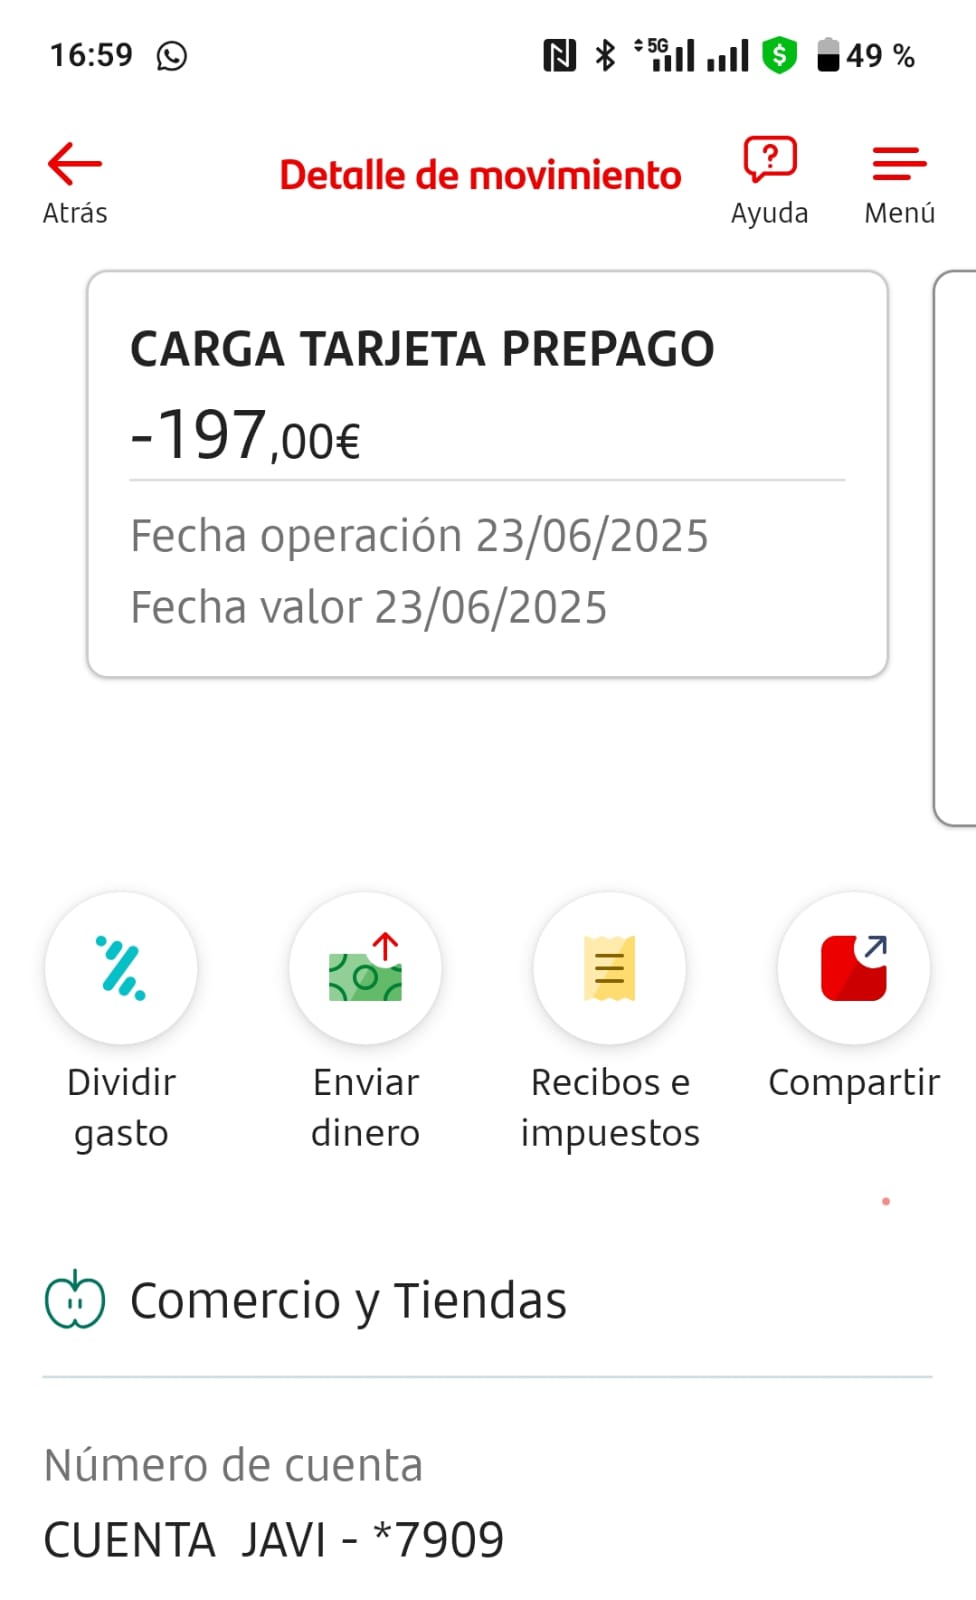 16:59 5G 49 %
Detalle de movimiento
Atrás
Ayuda
Menú
CARGA TARJETA PREPAGO
-197,00€
Fecha operación 23/06/2025
Fecha valor 23/06/2025
Dividir
gasto
Enviar
dinero
Recibos e
impuestos
Compartir
Comercio y Tiendas
Número de cuenta
CUENTA JAVI - *7909